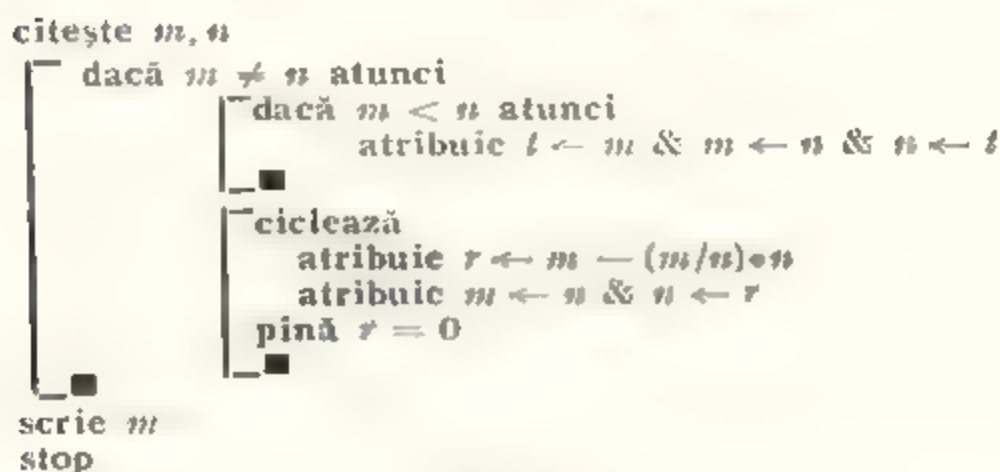 citește m, n
dacă m ≠ n atunci
dacă m < n atunci
atribuie t ← m & m ← n & n ← t
ciclează
atribuie r ← m − (m/n)∗n
atribuie m ← n & n ← r
pînă r = 0
scrie m
stop